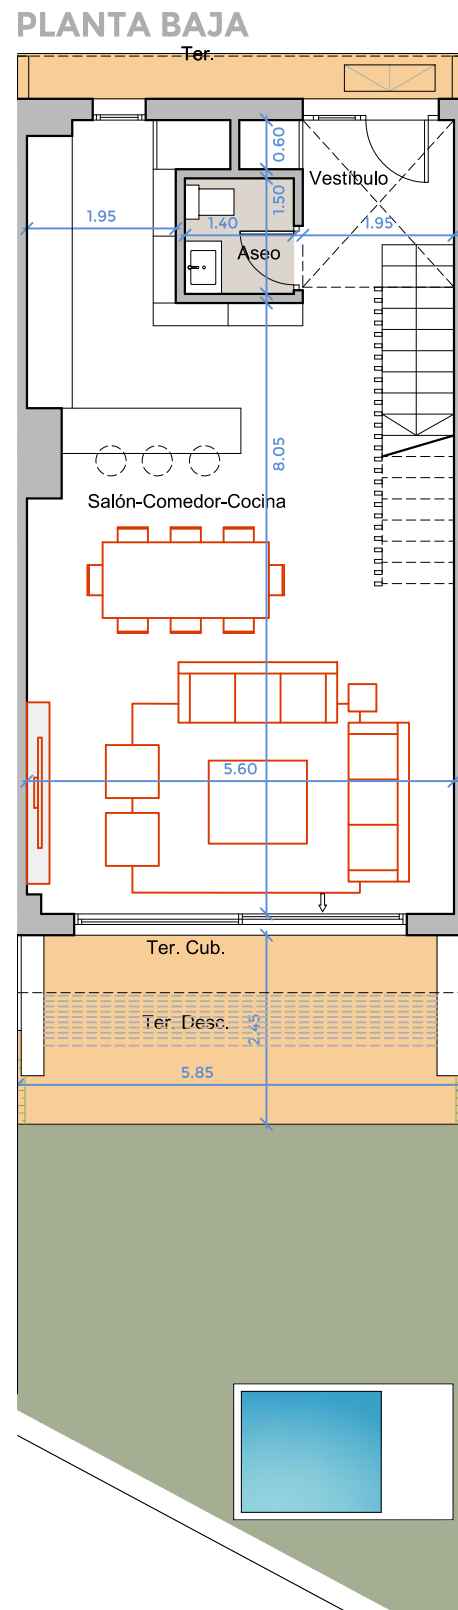 PLANTA BAJA
Ter.
0.60
Vestíbulo
1.50
1.95
1.40
1.95
Aseo
8.05
Salón-Comedor-Cocina
5.60
Ter. Cub.
Ter. Desc.
2.45
5.85